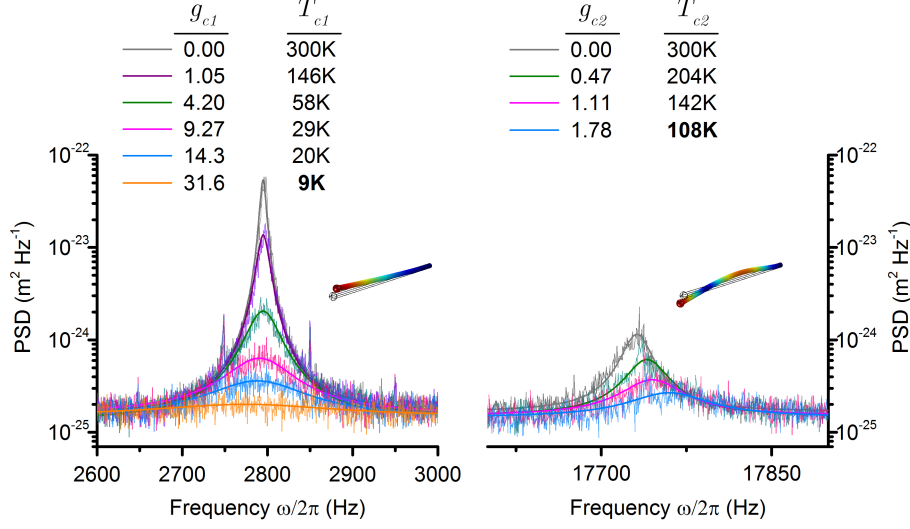 g_c1 T_c1
0.00 300K
1.05 146K
4.20 58K
9.27 29K
14.3 20K
31.6 9K
g_c2 T_c2
0.00 300K
0.47 204K
1.11 142K
1.78 108K
PSD (m² Hz⁻¹)
10⁻²²
10⁻²³
10⁻²⁴
10⁻²⁵
2600 2700 2800 2900 3000
Frequency ω/2π (Hz)
17700 17850
Frequency ω/2π (Hz)
10⁻²²
10⁻²³
10⁻²⁴
10⁻²⁵
PSD (m² Hz⁻¹)